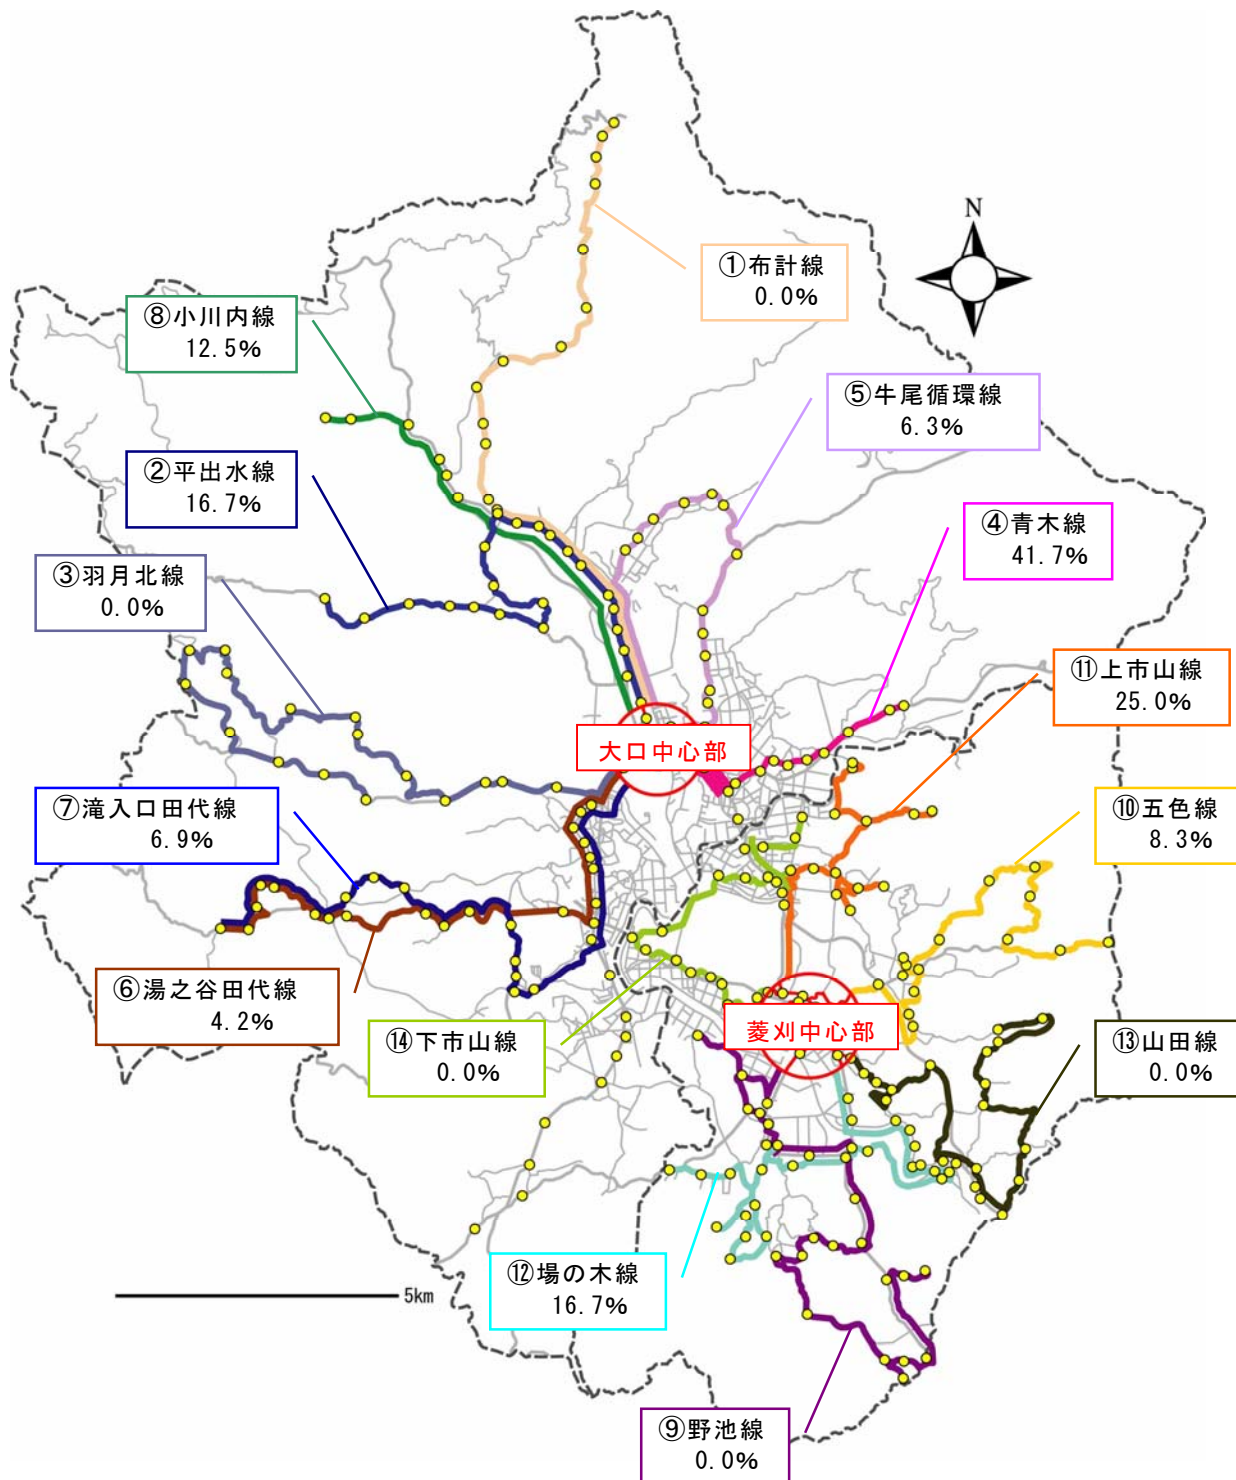 N
①布計線
0.0%
⑧小川内線
12.5%
⑤牛尾循環線
6.3%
②平出水線
16.7%
④青木線
41.7%
③羽月北線
0.0%
⑪上市山線
25.0%
大口中心部
⑦滝入口田代線
6.9%
⑩五色線
8.3%
⑥湯之谷田代線
4.2%
菱刈中心部
⑭下市山線
0.0%
⑬山田線
0.0%
⑫場の木線
16.7%
5km
⑨野池線
0.0%